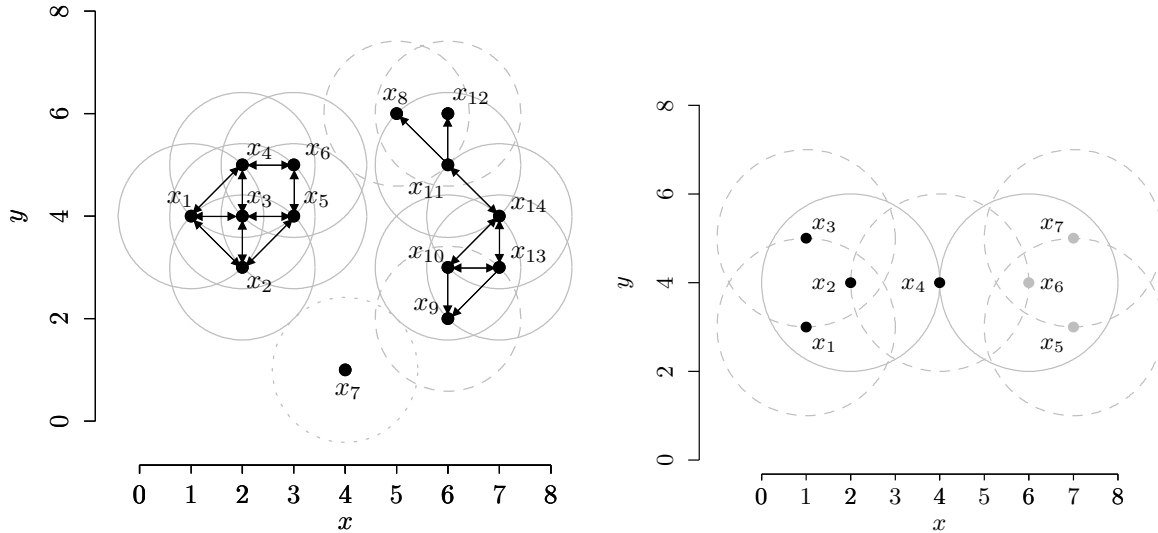 8
6
4
2
0
y
x₈
x₁₂
x₄
x₆
x₁
x₃
x₅
x₁₁
x₁₄
x₁₀
x₁₃
x₂
x₉
x₇
0 1 2 3 4 5 6 7 8
x
8
6
4
2
0
y
x₃
x₇
x₂
x₄
x₆
x₁
x₅
0 1 2 3 4 5 6 7 8
x